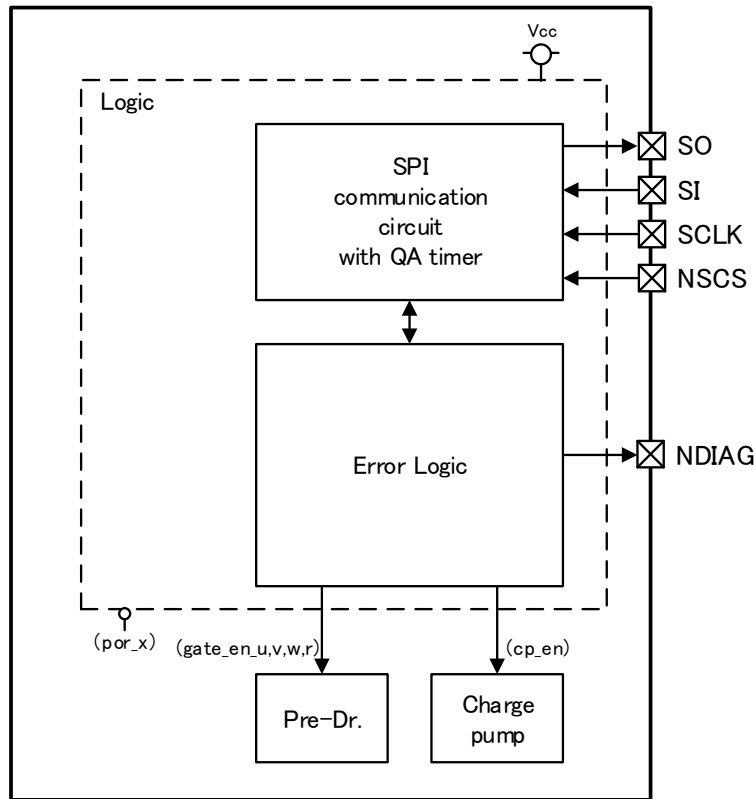 Vcc
Logic
SPI
communication
circuit
with QA timer
SO
SI
SCLK
NSCS
Error Logic
NDIAG
(por_x)
(gate_en_u,v,w,r)
(cp_en)
Pre-Dr.
Charge
pump